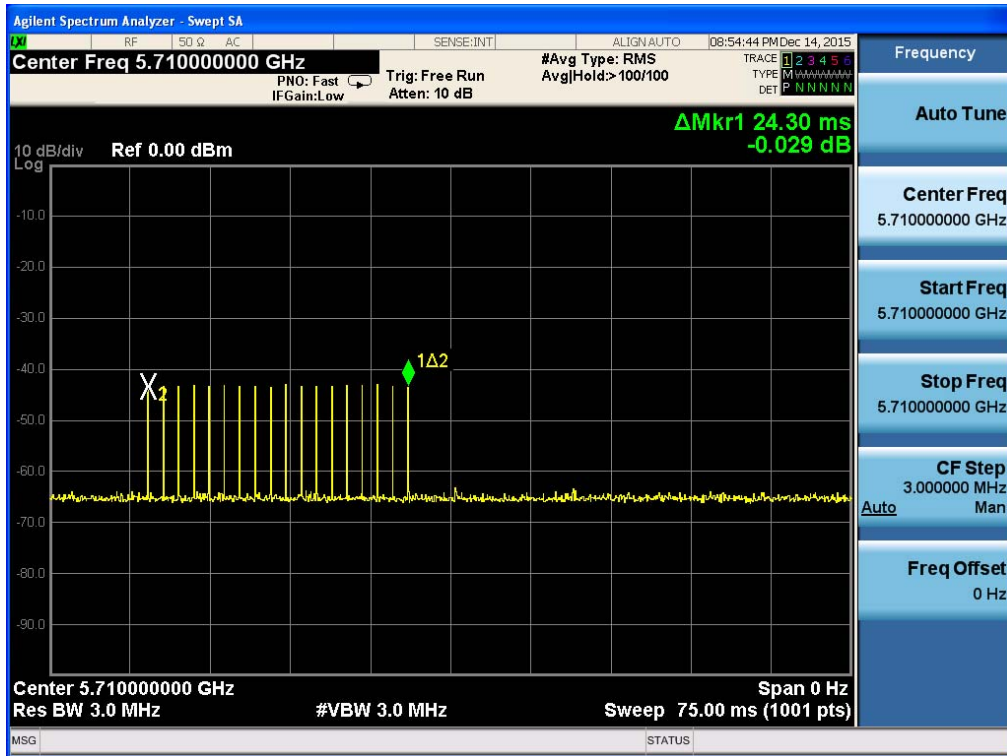 Agilent Spectrum Analyzer - Swept SA
LXI RF 50 Ω AC SENSE:INT ALIGNAUTO 08:54:44 PM Dec 14, 2015
Center Freq 5.710000000 GHz
#Avg Type: RMS
TRACE 1 2 3 4 5 6
PNO: Fast
Trig: Free Run
Avg|Hold:>100/100
TYPE M
IFGain:Low
Atten: 10 dB
DET P N N N N N
ΔMkr1 24.30 ms
-0.029 dB
10 dB/div Ref 0.00 dBm
Log
-10.0
-20.0
-30.0
-40.0
-50.0
-60.0
-70.0
-80.0
-90.0
X2
1Δ2
Center 5.710000000 GHz
Span 0 Hz
Res BW 3.0 MHz
#VBW 3.0 MHz
Sweep 75.00 ms (1001 pts)
MSG
STATUS
Frequency
Auto Tune
Center Freq
5.710000000 GHz
Start Freq
5.710000000 GHz
Stop Freq
5.710000000 GHz
CF Step
3.000000 MHz
Auto Man
Freq Offset
0 Hz